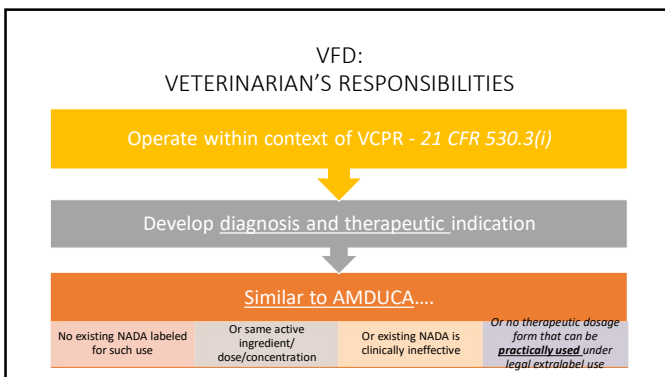 VFD:
VETERINARIAN'S RESPONSIBILITIES
Operate within context of VCPR - 21 CFR 530.3(i)
Develop diagnosis and therapeutic indication
Similar to AMDUCA....
No existing NADA labeled
for such use
Or same active
ingredient/
dose/concentration
Or existing NADA is
clinically ineffective
Or no therapeutic dosage
form that can be
practically used under
legal extralabel use